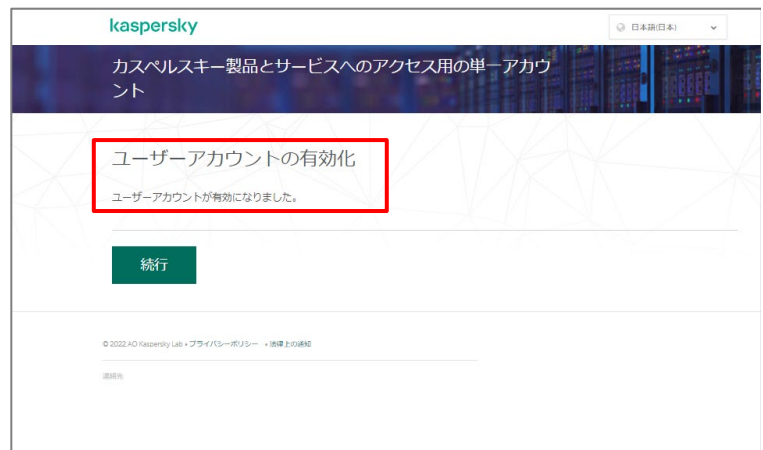 kaspersky
日本語(日本)
カスペルスキー製品とサービスへのアクセス用の単一アカウ
ント
ユーザーアカウントの有効化
ユーザーアカウントが有効になりました。
続行
© 2022 AO Kaspersky Lab • プライバシーポリシー • 法律上の通知
連絡先